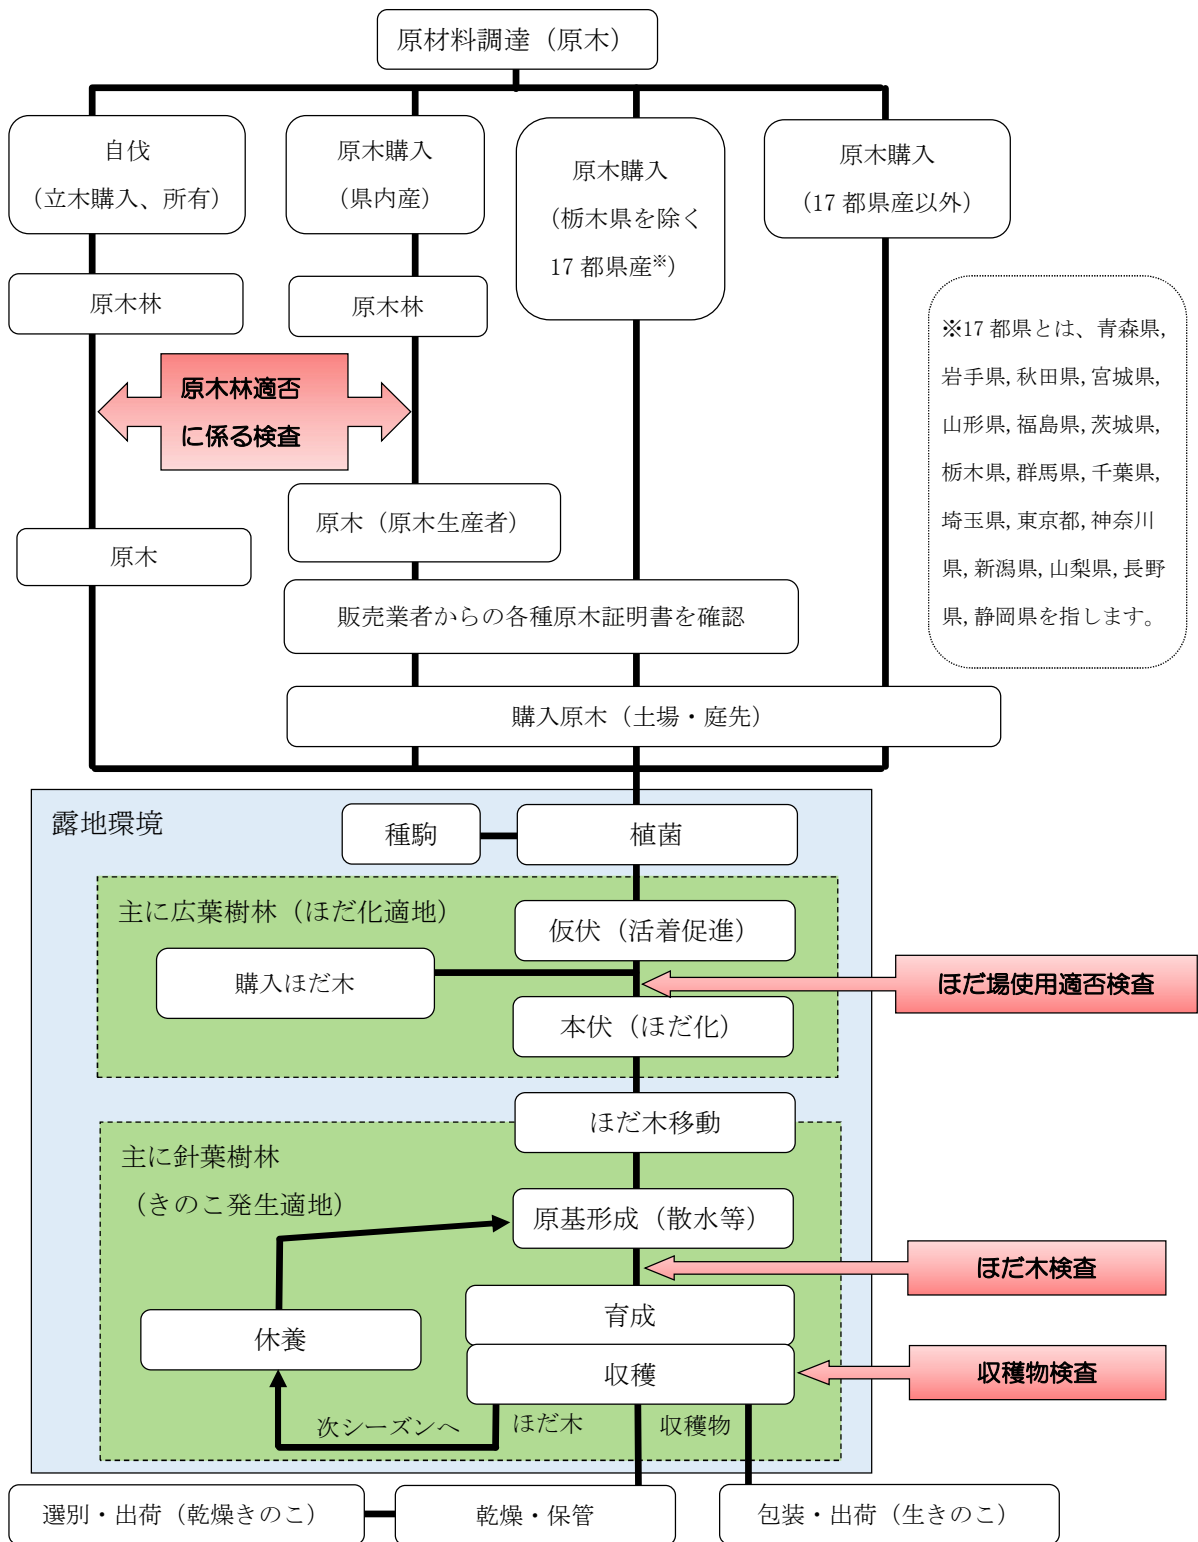 原材料調達（原木）
自伐
（立木購入、所有）
原木購入
（県内産）
原木購入
（栃木県を除く
17 都県産※）
原木購入
（17 都県産以外）
原木林
原木林
※17 都県とは、青森県,
岩手県, 秋田県, 宮城県,
山形県, 福島県, 茨城県,
栃木県, 群馬県, 千葉県,
埼玉県, 東京都, 神奈川
県, 新潟県, 山梨県, 長野
県, 静岡県を指します。
原木林適否
に係る検査
原木（原木生産者）
原木
販売業者からの各種原木証明書を確認
購入原木（土場・庭先）
露地環境
種駒
植菌
主に広葉樹林（ほだ化適地）
仮伏（活着促進）
購入ほだ木
ほだ場使用適否検査
本伏（ほだ化）
ほだ木移動
主に針葉樹林
（きのこ発生適地）
原基形成（散水等）
ほだ木検査
育成
休養
収穫
収穫物検査
次シーズンへ
ほだ木
収穫物
選別・出荷（乾燥きのこ）
乾燥・保管
包装・出荷（生きのこ）